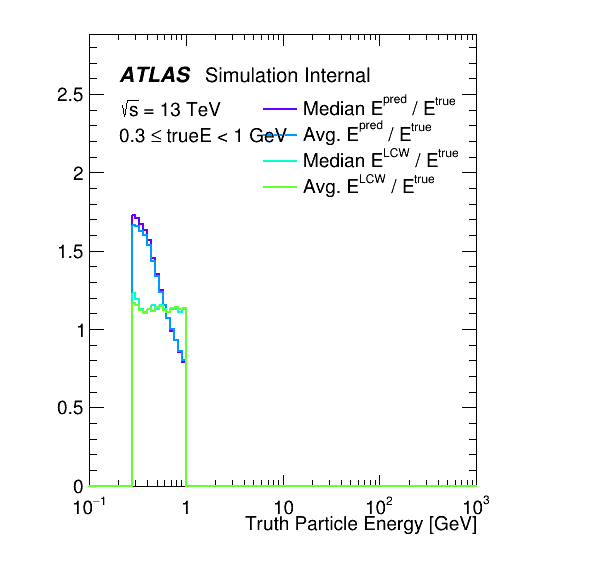 ATLAS Simulation Internal
√s = 13 TeV
0.3 ≤ trueE < 1 GeV
Median E^pred / E^true
Avg. E^pred / E^true
Median E^LCW / E^true
Avg. E^LCW / E^true
2.5
2
1.5
1
0.5
0
10^−1 1 10 10^2 10^3
Truth Particle Energy [GeV]